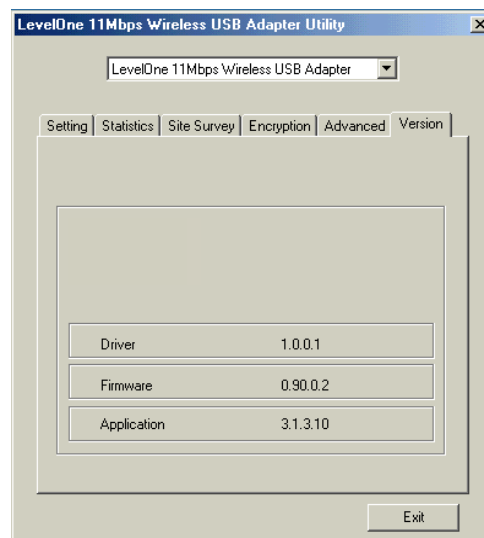 LevelOne 11Mbps Wireless USB Adapter Utility
LevelOne 11Mbps Wireless USB Adapter
Setting Statistics Site Survey Encryption Advanced Version
Driver 1.0.0.1
Firmware 0.90.0.2
Application 3.1.3.10
Exit